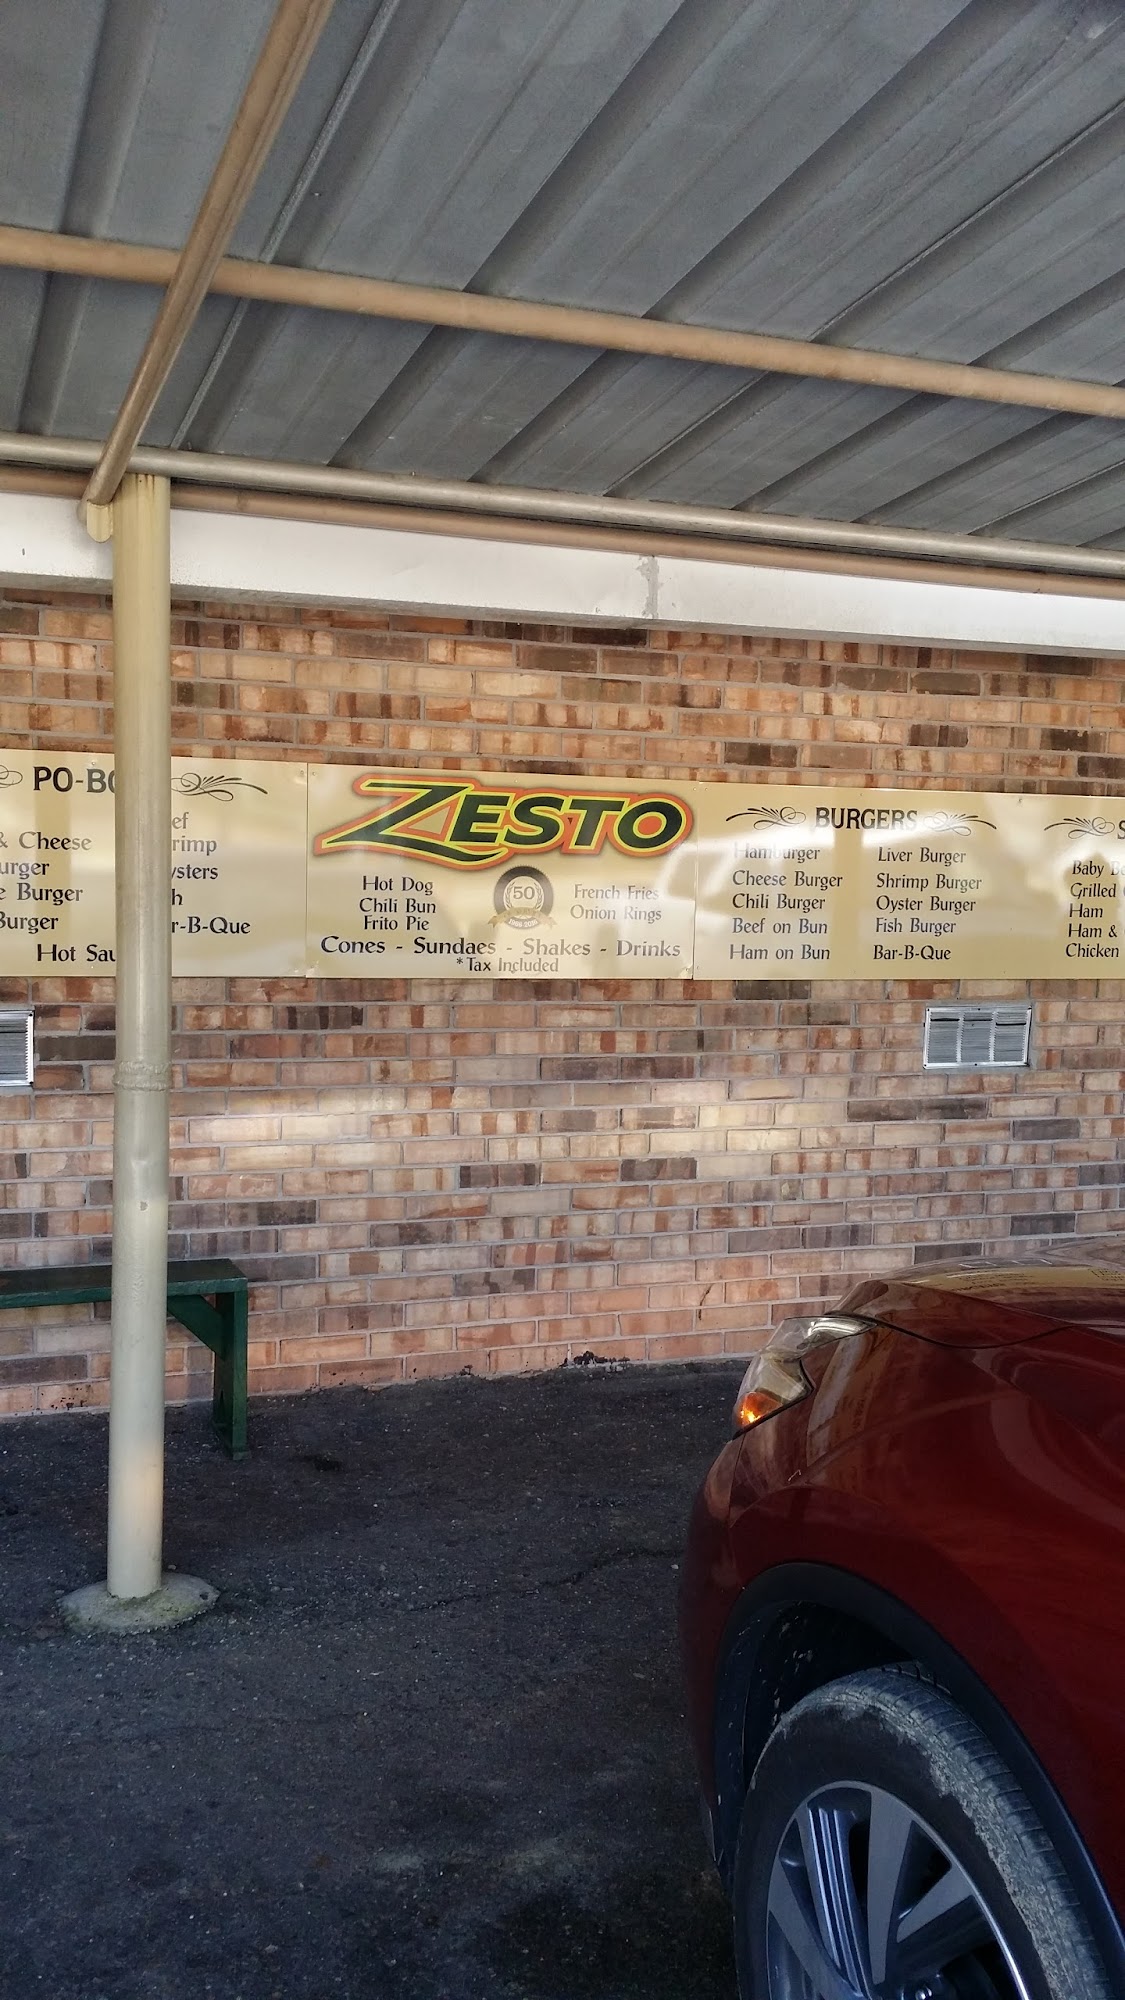 PO-BO
& Cheese
urger
e Burger
Burger
Hot Sau
ef
rimp
ysters
h
r-B-Que
ZESTO
Hot Dog
Chili Bun
Frito Pie
50
French Fries
Onion Rings
Cones - Sundaes - Shakes - Drinks
*Tax Included
BURGERS
Hamburger
Cheese Burger
Chili Burger
Beef on Bun
Ham on Bun
Liver Burger
Shrimp Burger
Oyster Burger
Fish Burger
Bar-B-Que
S
Baby Be
Grilled
Ham
Ham &
Chicken